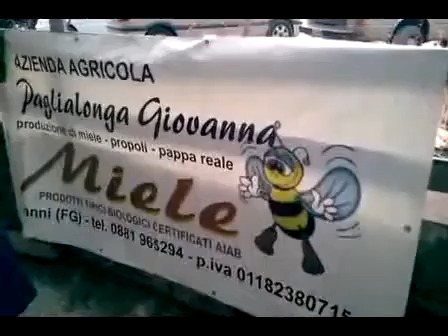 AZIENDA AGRICOLA
Paglialonga Giovanna
produzione di miele - propoli - pappa reale
Miele
PRODOTTI TIPICI BIOLOGICI CERTIFICATI AIAB
anni (FG) - tel. 0881 965294 - p.iva 01182380715